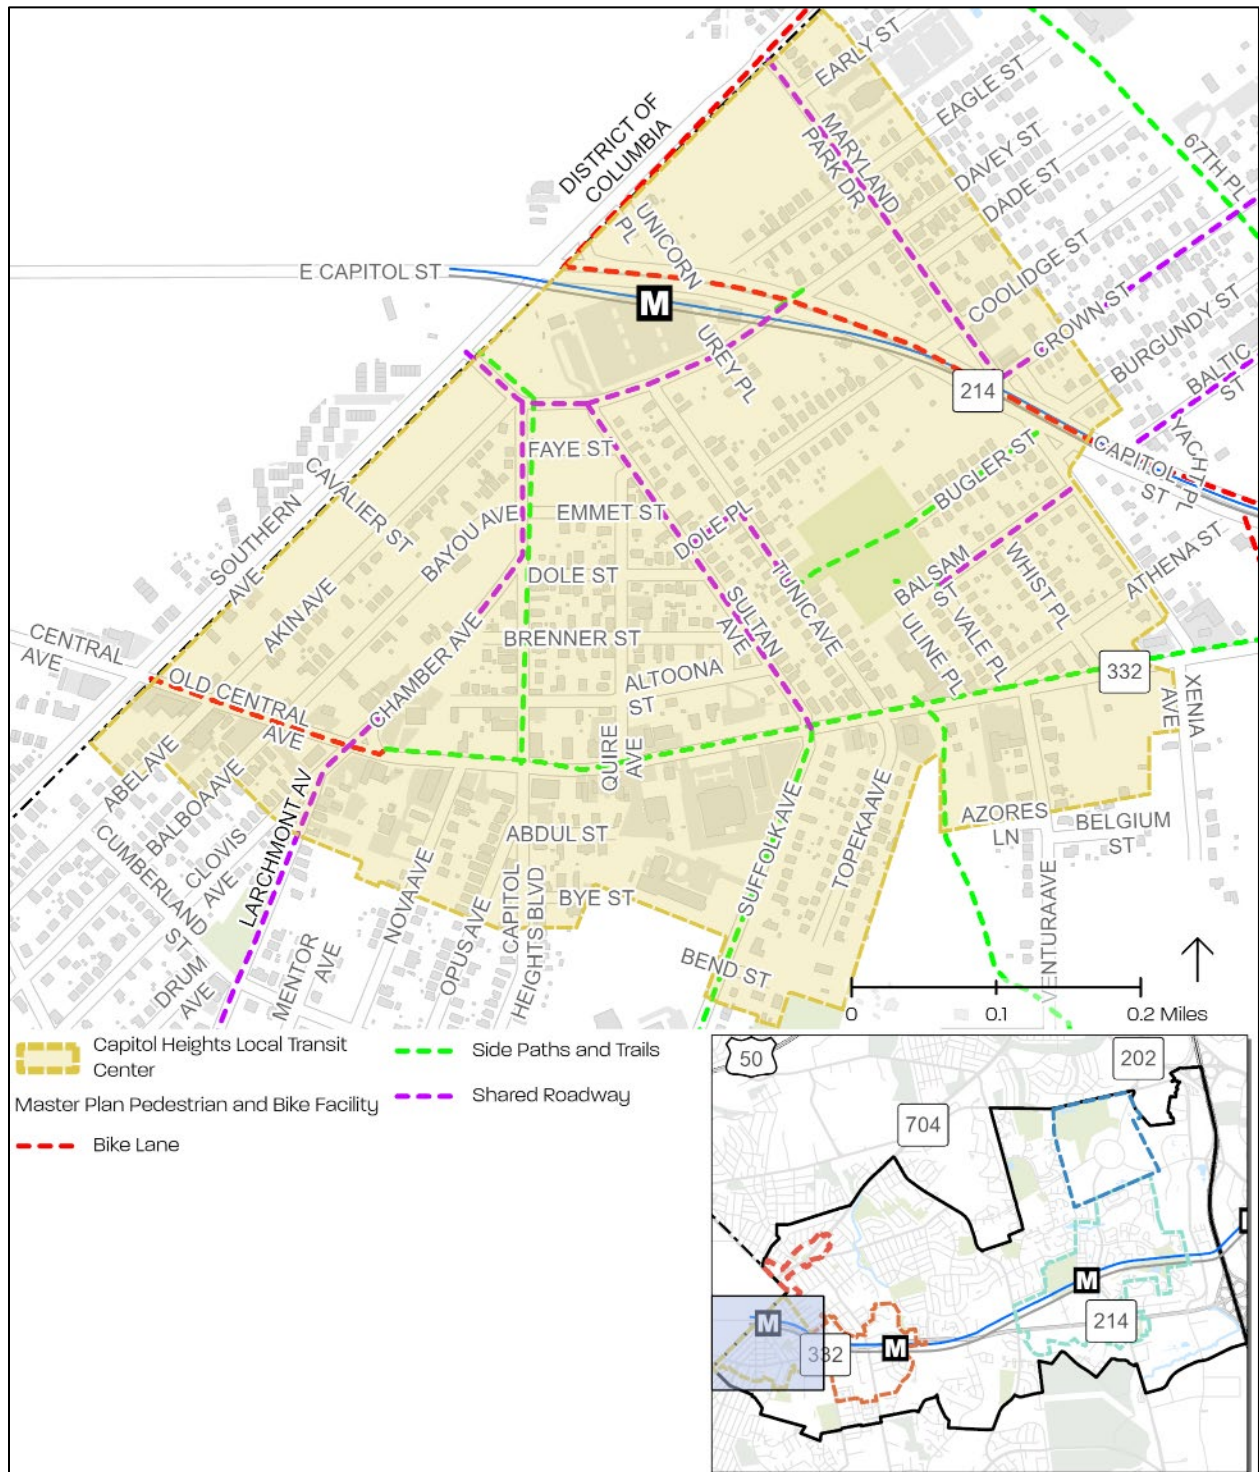 EARLY ST
EAGLE ST
DISTRICT OF
COLUMBIA
MARYLAND
PARK DR
DAVEY ST
DADE ST
67TH PL
UNICORN
PL
E CAPITOL ST
M
COOLIDGE ST
CROWN ST
BURGUNDY ST
BALTIC
ST
UREY PL
214
YACHT PL
CAPITOL
ST
FAYE ST
BUGLER ST
CAVALIER ST
BAYOU AVE
EMMET ST
DOLE PL
SOUTHERN
AVE
DOLE ST
TUNIC AVE
BALSAM
ST
WHIST PL
ATHENA ST
AKIN AVE
SULTAN
AVE
ULINE PL
VALE PL
CENTRAL
AVE
BRENNER ST
CHAMBER AVE
ALTOONA
ST
332
OLD CENTRAL
AVE
XENIA
AVE
QUIRE
AVE
ABEL AVE
BALBOA AVE
LARCHMONT AV
TOPEKA AVE
SUFFOLK AVE
AZORES
LN
BELGIUM
ST
CUMBERLAND
ST
CLOVIS
AVE
ABDUL ST
NOVA AVE
OPUS AVE
CAPITOL
HEIGHTS BLVD
BYE ST
VENTURA AVE
DRUM
AVE
MENTOR
AVE
BEND ST
0 0.1 0.2 Miles
Capitol Heights Local Transit
Center
Master Plan Pedestrian and Bike Facility
Bike Lane
Side Paths and Trails
Shared Roadway
50
202
704
M
214
M
332
M